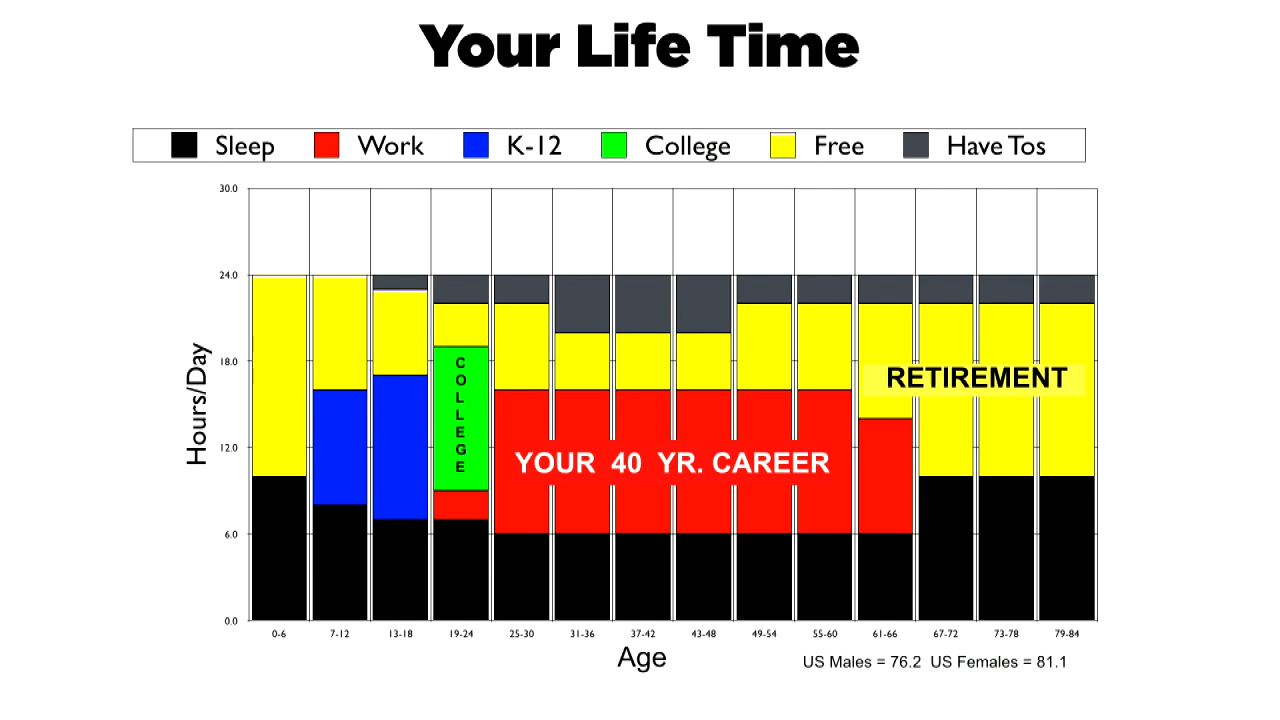 Your Life Time
Sleep Work K-12 College Free Have Tos
30.0
24.0
18.0
12.0
6.0
0.0
Hours/Day
COLLEGE
YOUR 40 YR. CAREER
RETIREMENT
0-6 7-12 13-18 19-24 25-30 31-36 37-42 43-48 49-54 55-60 61-66 67-72 73-78 79-84
Age
US Males = 76.2 US Females = 81.1